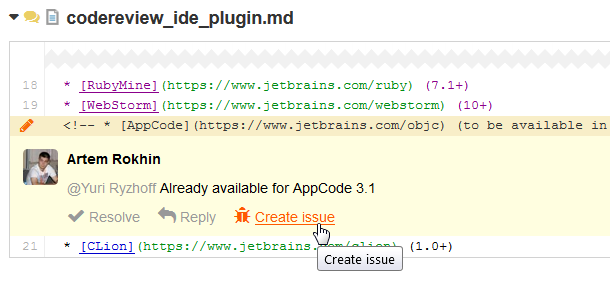 codereview_ide_plugin.md
18 * [RubyMine](https://www.jetbrains.com/ruby) (7.1+)
19 * [WebStorm](https://www.jetbrains.com/webstorm) (10+)
<!-- * [AppCode](https://www.jetbrains.com/objc) (to be available in
Artem Rokhin
@Yuri Ryzhoff Already available for AppCode 3.1
Resolve Reply Create issue
21 * [CLion](https://www.jetbrains.com/clion) (1.0+)
Create issue